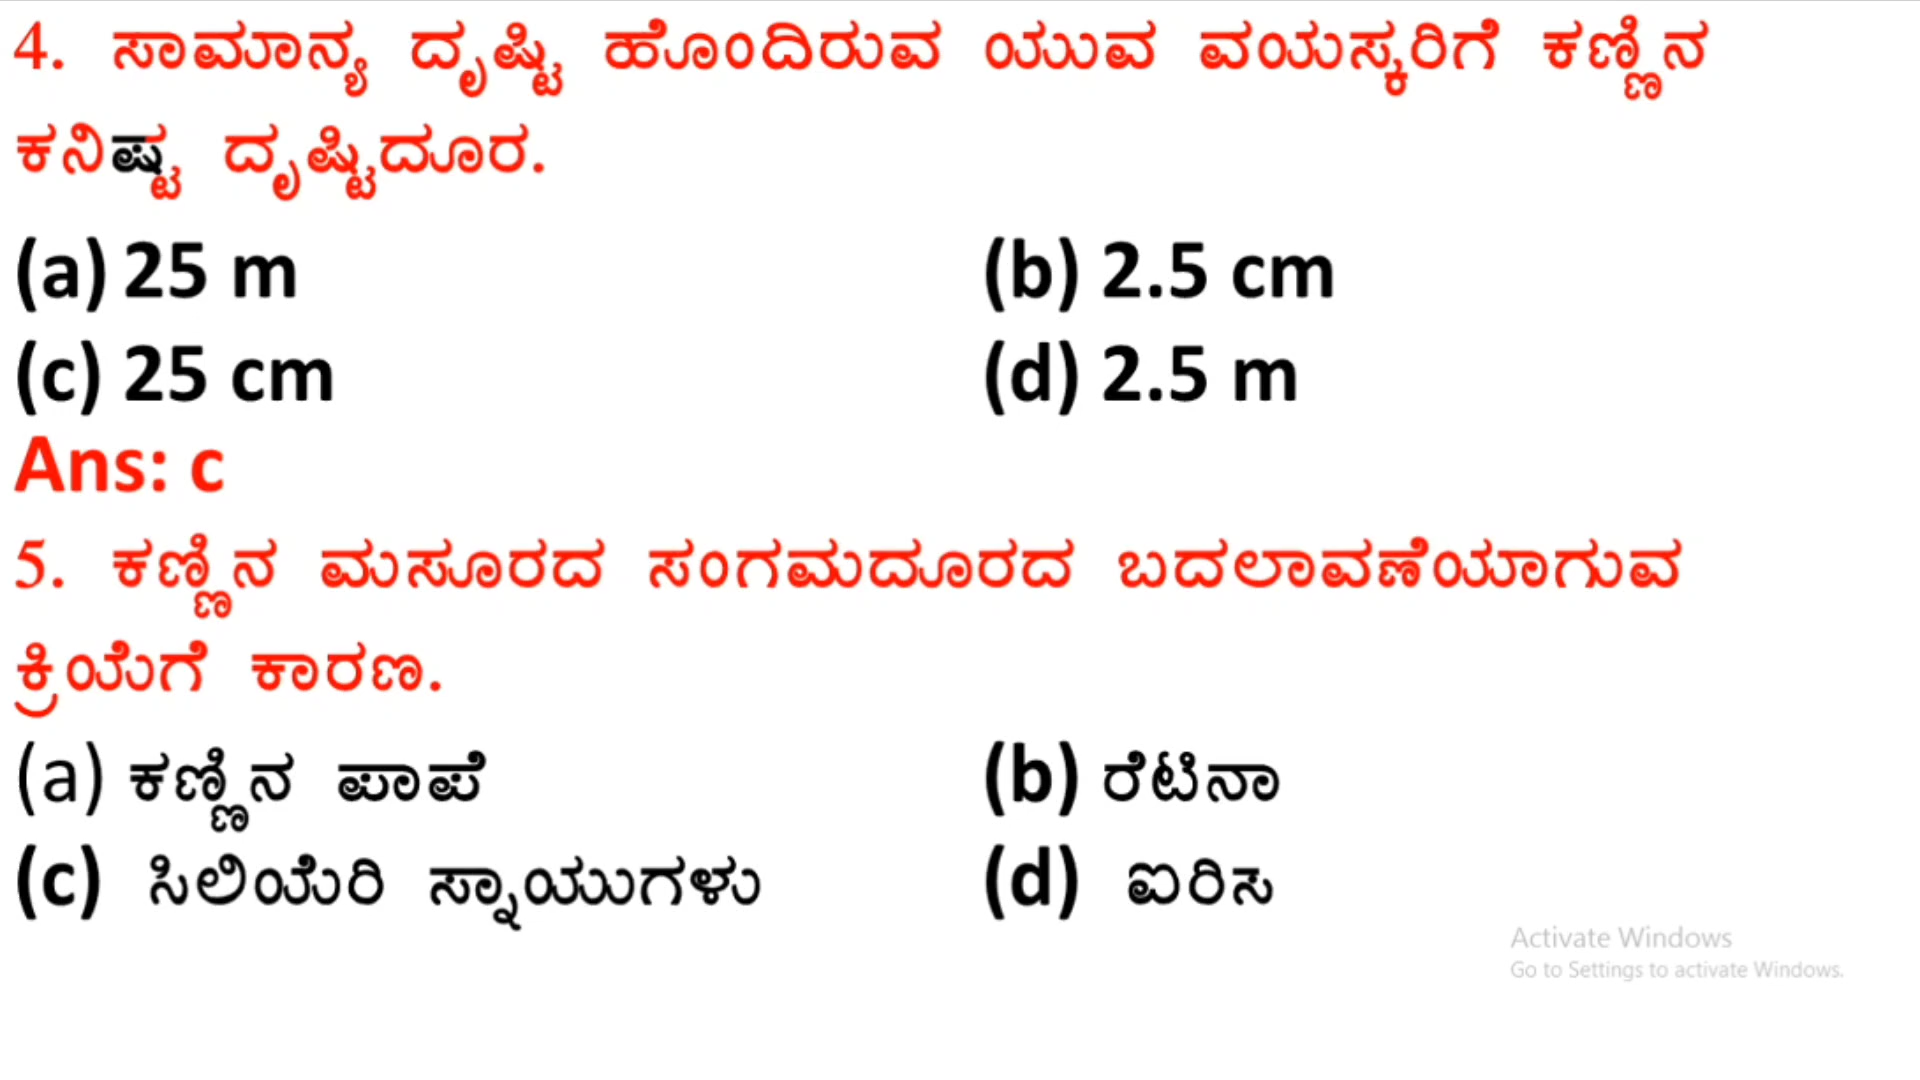 4. ಸಾಮಾನ್ಯ ದೃಷ್ಟಿ ಹೊಂದಿರುವ ಯುವ ವಯಸ್ಕರಿಗೆ ಕಣ್ಣಿನ
ಕನಿಷ್ಟ ದೃಷ್ಟಿದೂರ.
(a) 25 m (b) 2.5 cm
(c) 25 cm (d) 2.5 m
Ans: c
5. ಕಣ್ಣಿನ ಮಸೂರದ ಸಂಗಮದೂರದ ಬದಲಾವಣೆಯಾಗುವ
ಕ್ರಿಯೆಗೆ ಕಾರಣ.
(a) ಕಣ್ಣಿನ ಪಾಪೆ (b) ರೆಟಿನಾ
(c) ಸಿಲಿಯೆರಿ ಸ್ನಾಯುಗಳು (d) ಐರಿಸ
Activate Windows
Go to Settings to activate Windows.